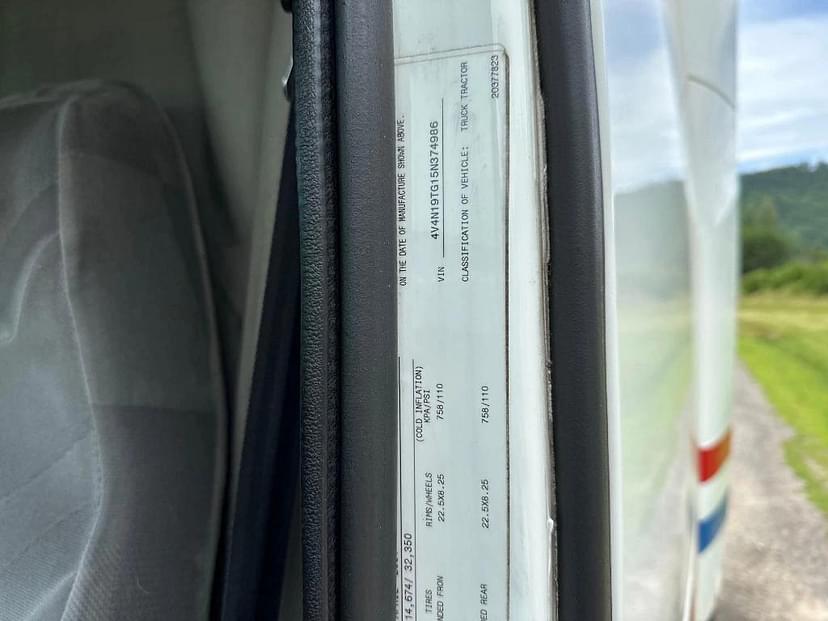 14,674/ 32,350
(COLD INFLATION)
TIRES RIMS/WHEELS KPA/PSI
22.5X8.25 758/110
REAR 22.5X8.25 758/110
ON THE DATE OF MANUFACTURE SHOWN ABOVE.
VIN 4V4N19TG15N374986
CLASSIFICATION OF VEHICLE: TRUCK TRACTOR
20377823